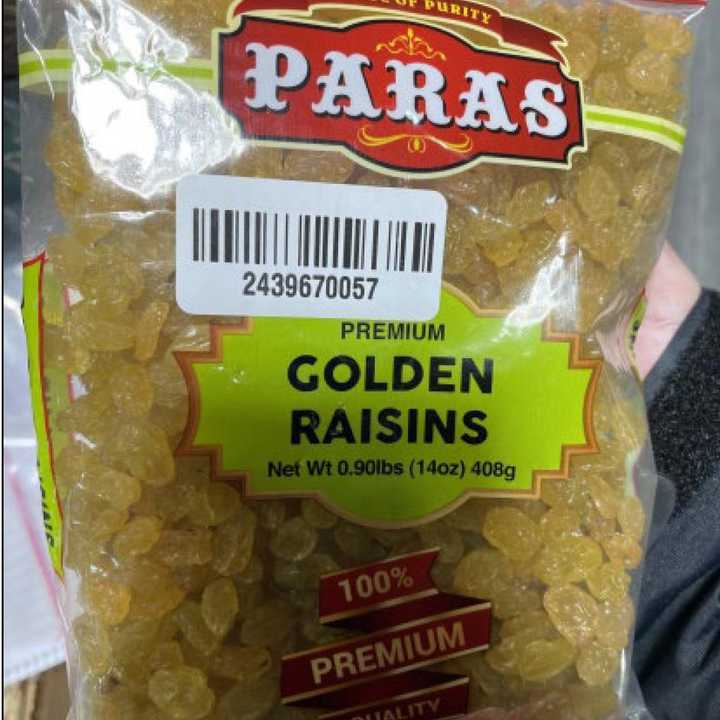 OF PURITY
PARAS
2439670057
PREMIUM
GOLDEN
RAISINS
Net Wt 0.90lbs (14oz) 408g
100%
PREMIUM
QUALITY